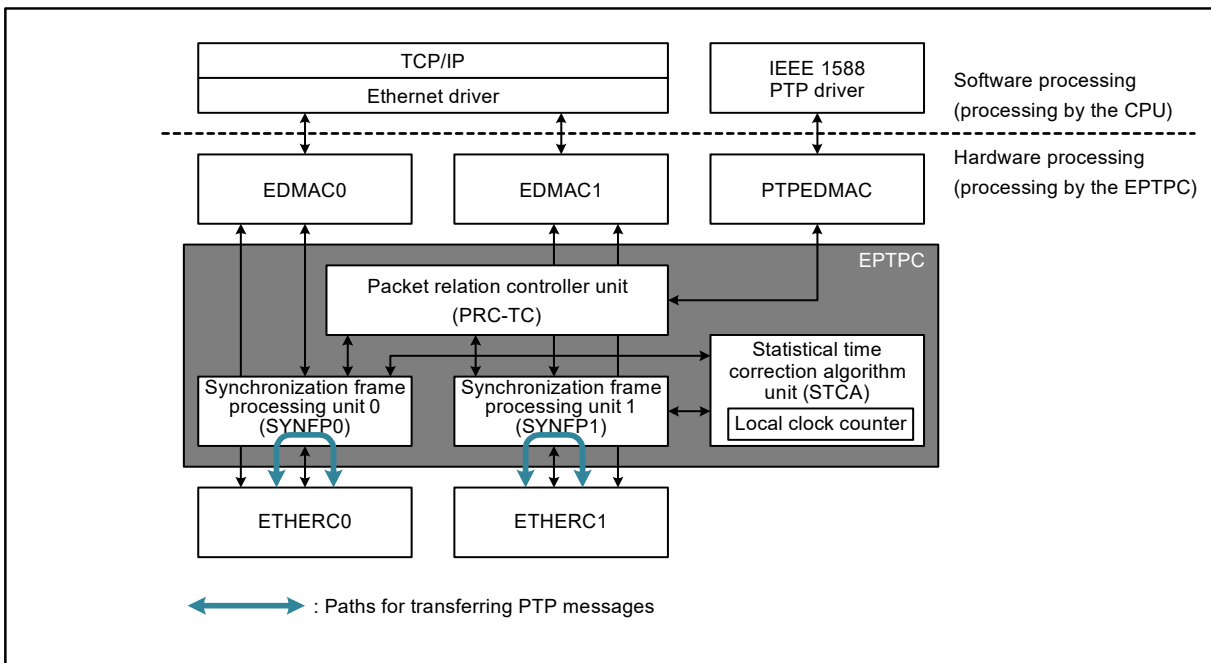 TCP/IP
Ethernet driver
IEEE 1588
PTP driver
Software processing
(processing by the CPU)
Hardware processing
(processing by the EPTPC)
EDMAC0
EDMAC1
PTPEDMAC
EPTPC
Packet relation controller unit
(PRC-TC)
Synchronization frame
processing unit 0
(SYNFP0)
Synchronization frame
processing unit 1
(SYNFP1)
Statistical time
correction algorithm
unit (STCA)
Local clock counter
ETHERC0
ETHERC1
: Paths for transferring PTP messages